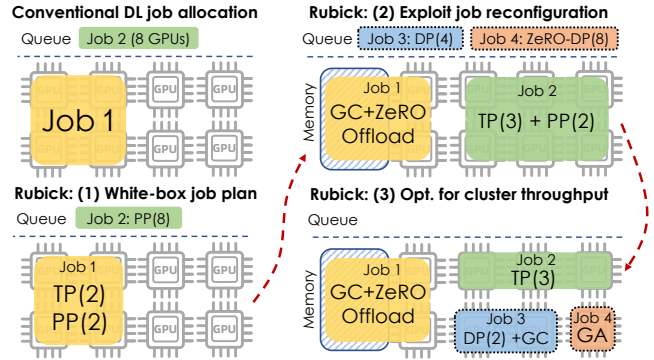 Conventional DL job allocation
Queue Job 2 (8 GPUs)
GPU GPU
Job 1
GPU GPU
Rubick: (1) White-box job plan
Queue Job 2: PP(8)
Job 1
GPU GPU
TP(2)
PP(2)
GPU GPU
Rubick: (2) Exploit job reconfiguration
Queue Job 3: DP(4) Job 4: ZeRO-DP(8)
Memory
Job 1
GC+ZeRO
Offload
Job 2
TP(3) + PP(2)
Rubick: (3) Opt. for cluster throughput
Queue
Memory
Job 1
GC+ZeRO
Offload
Job 2
TP(3)
Job 3
DP(2) +GC
Job 4
GA